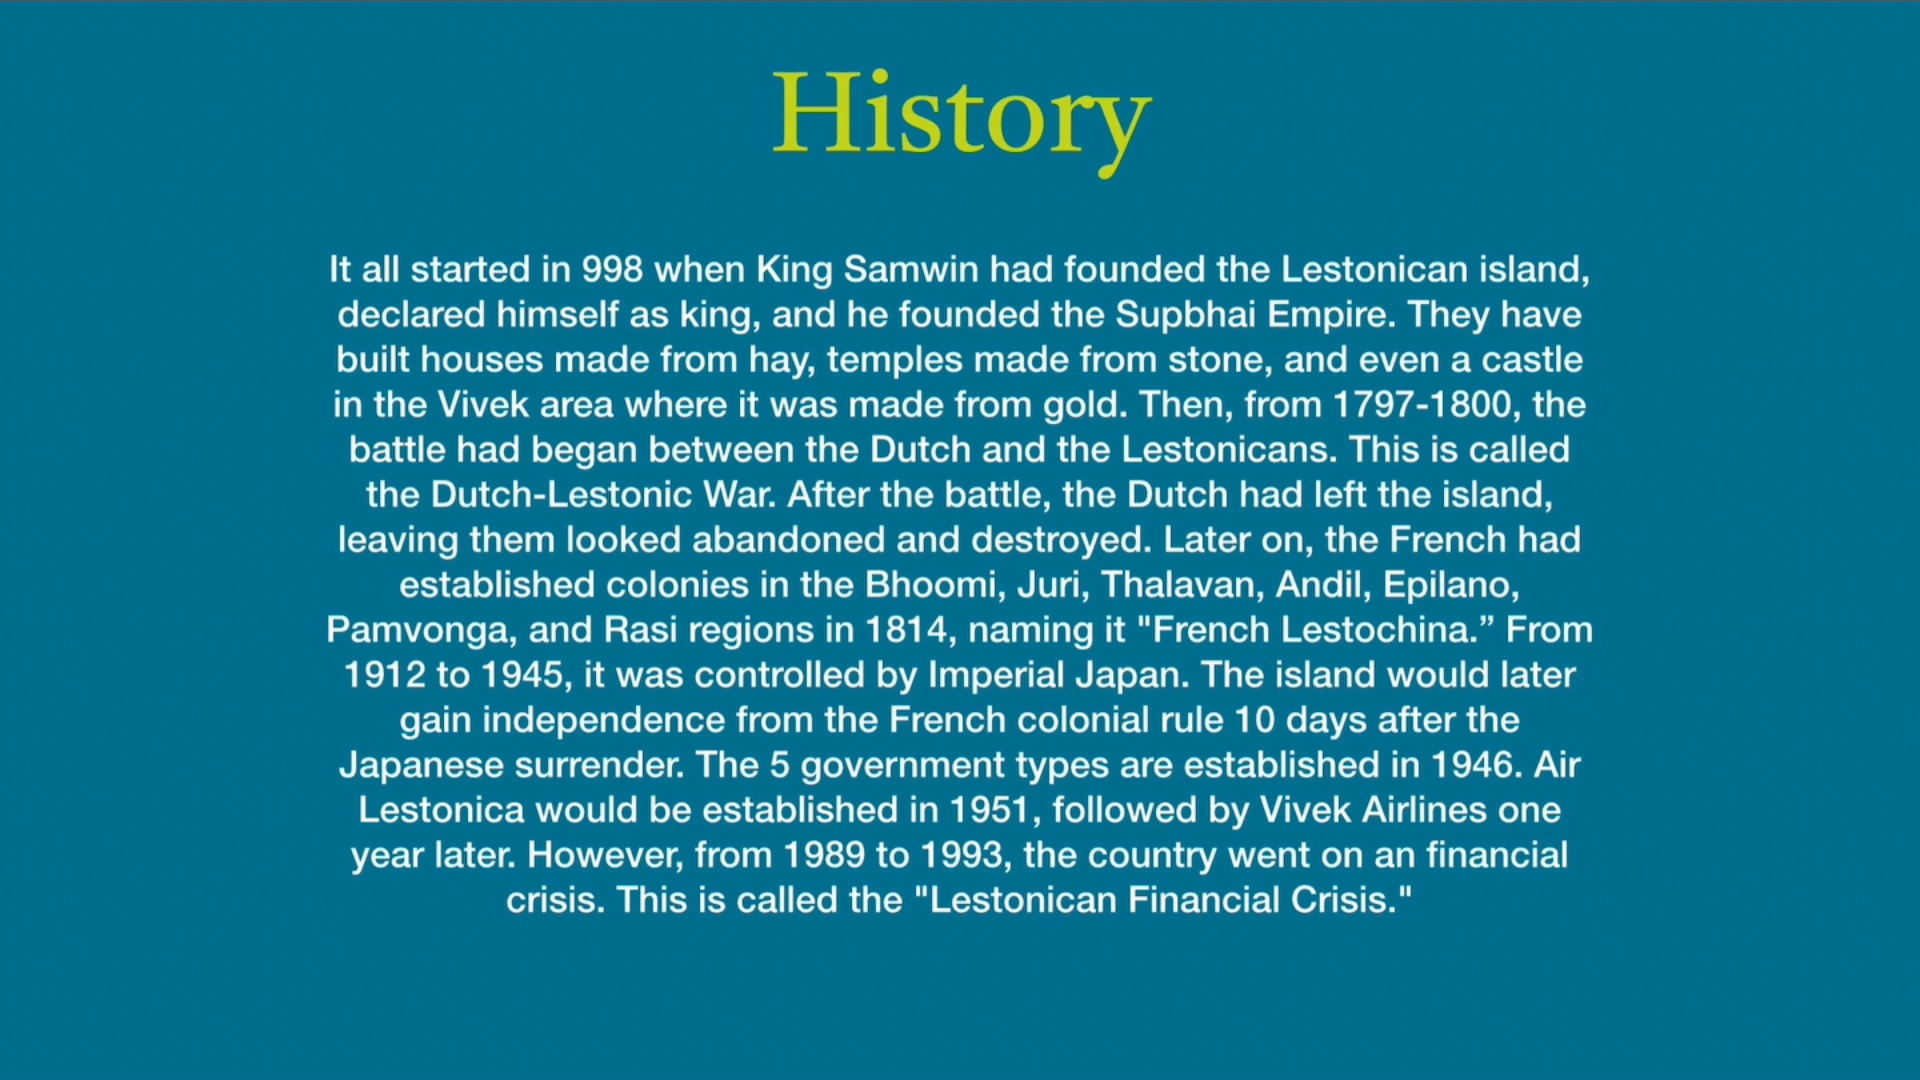 History
It all started in 998 when King Samwin had founded the Lestonican island,
declared himself as king, and he founded the Supbhai Empire. They have
built houses made from hay, temples made from stone, and even a castle
in the Vivek area where it was made from gold. Then, from 1797-1800, the
battle had began between the Dutch and the Lestonicans. This is called
the Dutch-Lestonic War. After the battle, the Dutch had left the island,
leaving them looked abandoned and destroyed. Later on, the French had
established colonies in the Bhoomi, Juri, Thalavan, Andil, Epilano,
Pamvonga, and Rasi regions in 1814, naming it "French Lestochina.” From
1912 to 1945, it was controlled by Imperial Japan. The island would later
gain independence from the French colonial rule 10 days after the
Japanese surrender. The 5 government types are established in 1946. Air
Lestonica would be established in 1951, followed by Vivek Airlines one
year later. However, from 1989 to 1993, the country went on an financial
crisis. This is called the "Lestonican Financial Crisis."